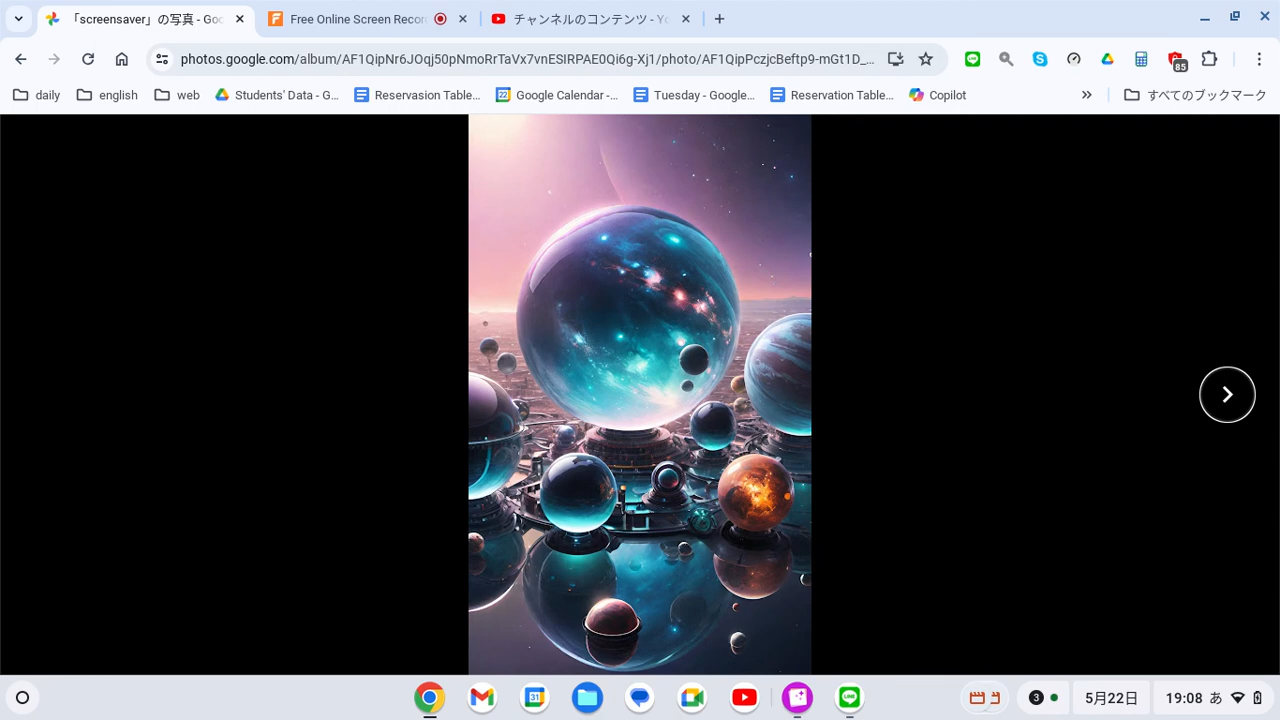 「screensaver」の写真 - Goo
Free Online Screen Record
チャンネルのコンテンツ - Yo
photos.google.com/album/AF1QipNr6JOqj50pNmoRrTaVx7vnESIRPAE0Qi6g-Xj1/photo/AF1QipPczjcBeftp9-mGt1D_...
85
daily
english
web
Students' Data - G...
Reservasion Table...
22
Google Calendar -...
Tuesday - Google...
Reservation Table...
Copilot
すべてのブックマーク
31
3
5月22日
19:08
あ